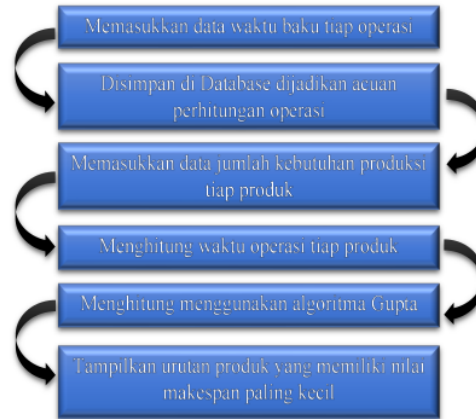 Memasukkan data waktu baku tiap operasi
Disimpan di Database dijadikan acuan
perhitungan operasi
Memasukkan data jumlah kebutuhan produksi
tiap produk
Menghitung waktu operasi tiap produk
Menghitung menggunakan algoritma Gupta
Tampilkan urutan produk yang memiliki nilai
makespan paling kecil